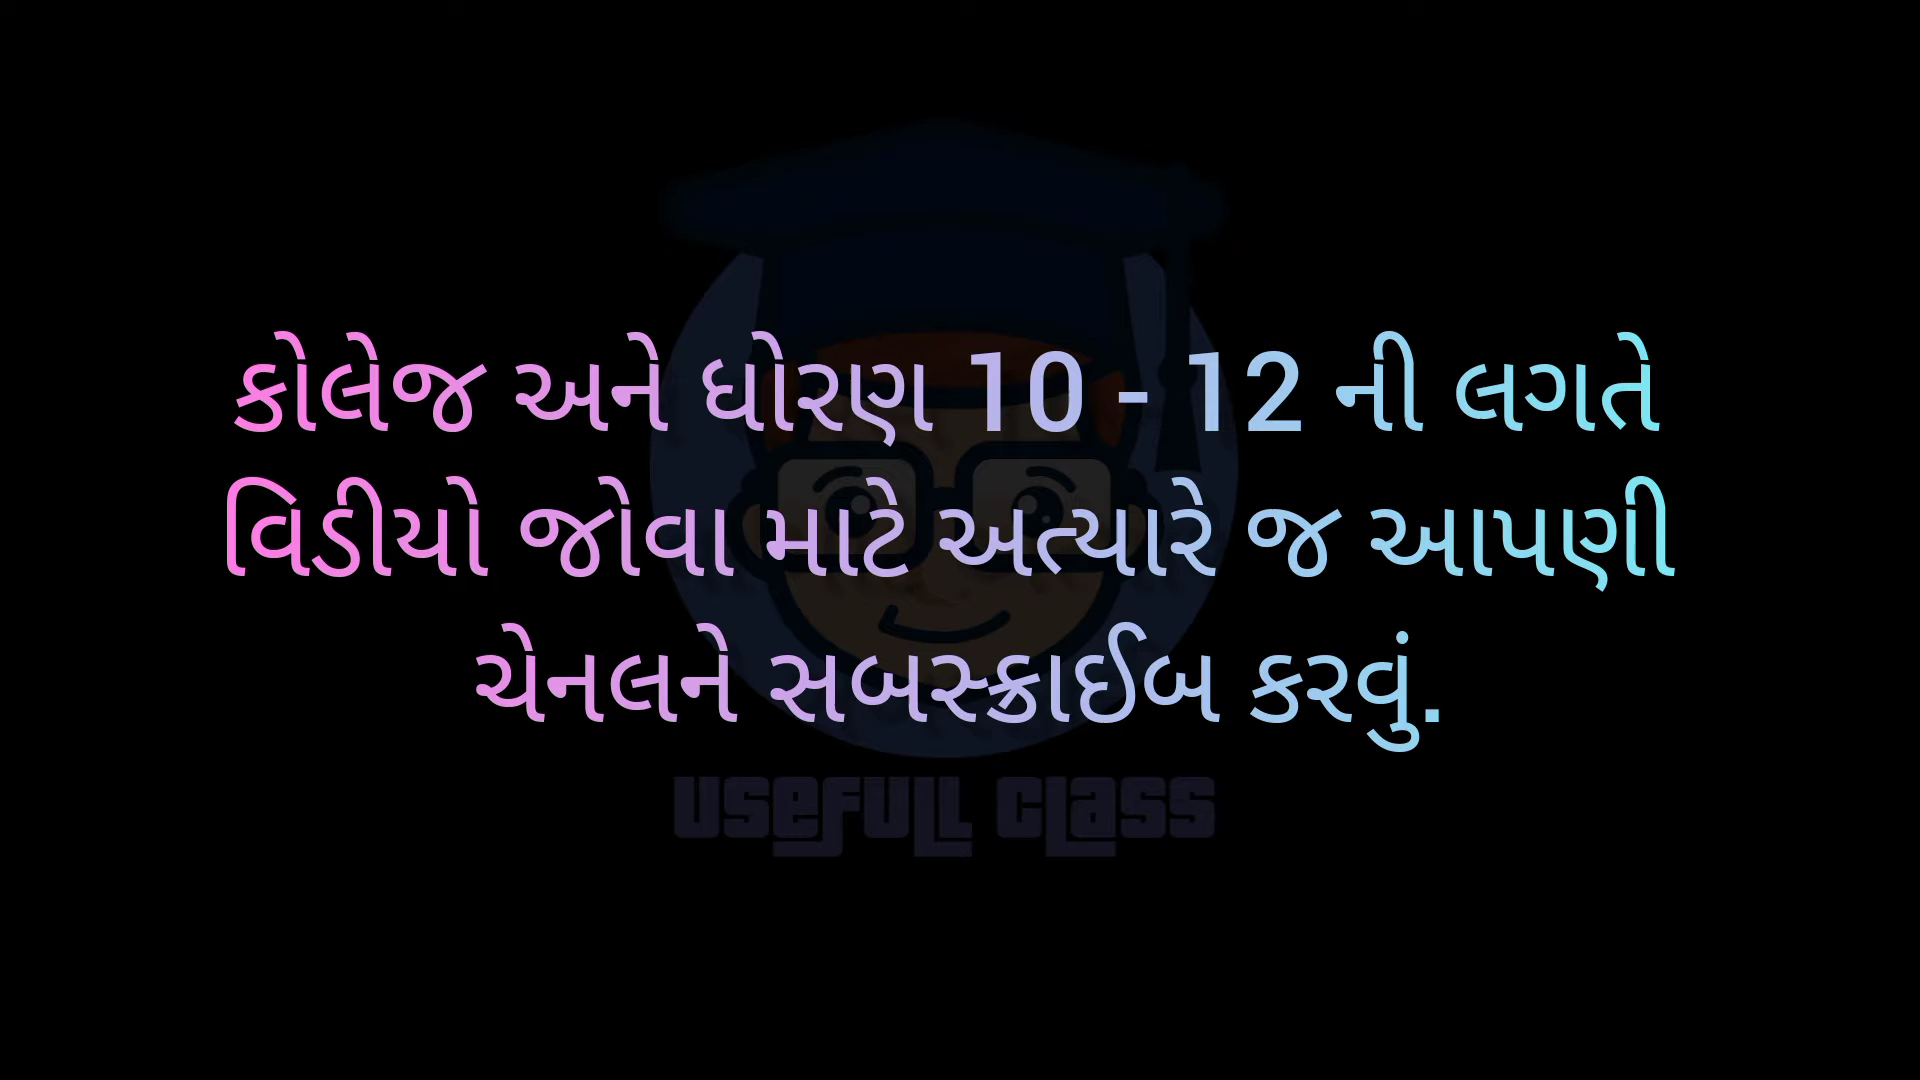 કોલેજ અને ધોરણ 10 - 12 ની લગતે
વિડીયો જોવા માટે અત્યારે જ આપણી
ચેનલને સબસ્ક્રાઈબ કરવું.
USEFULL CLASS